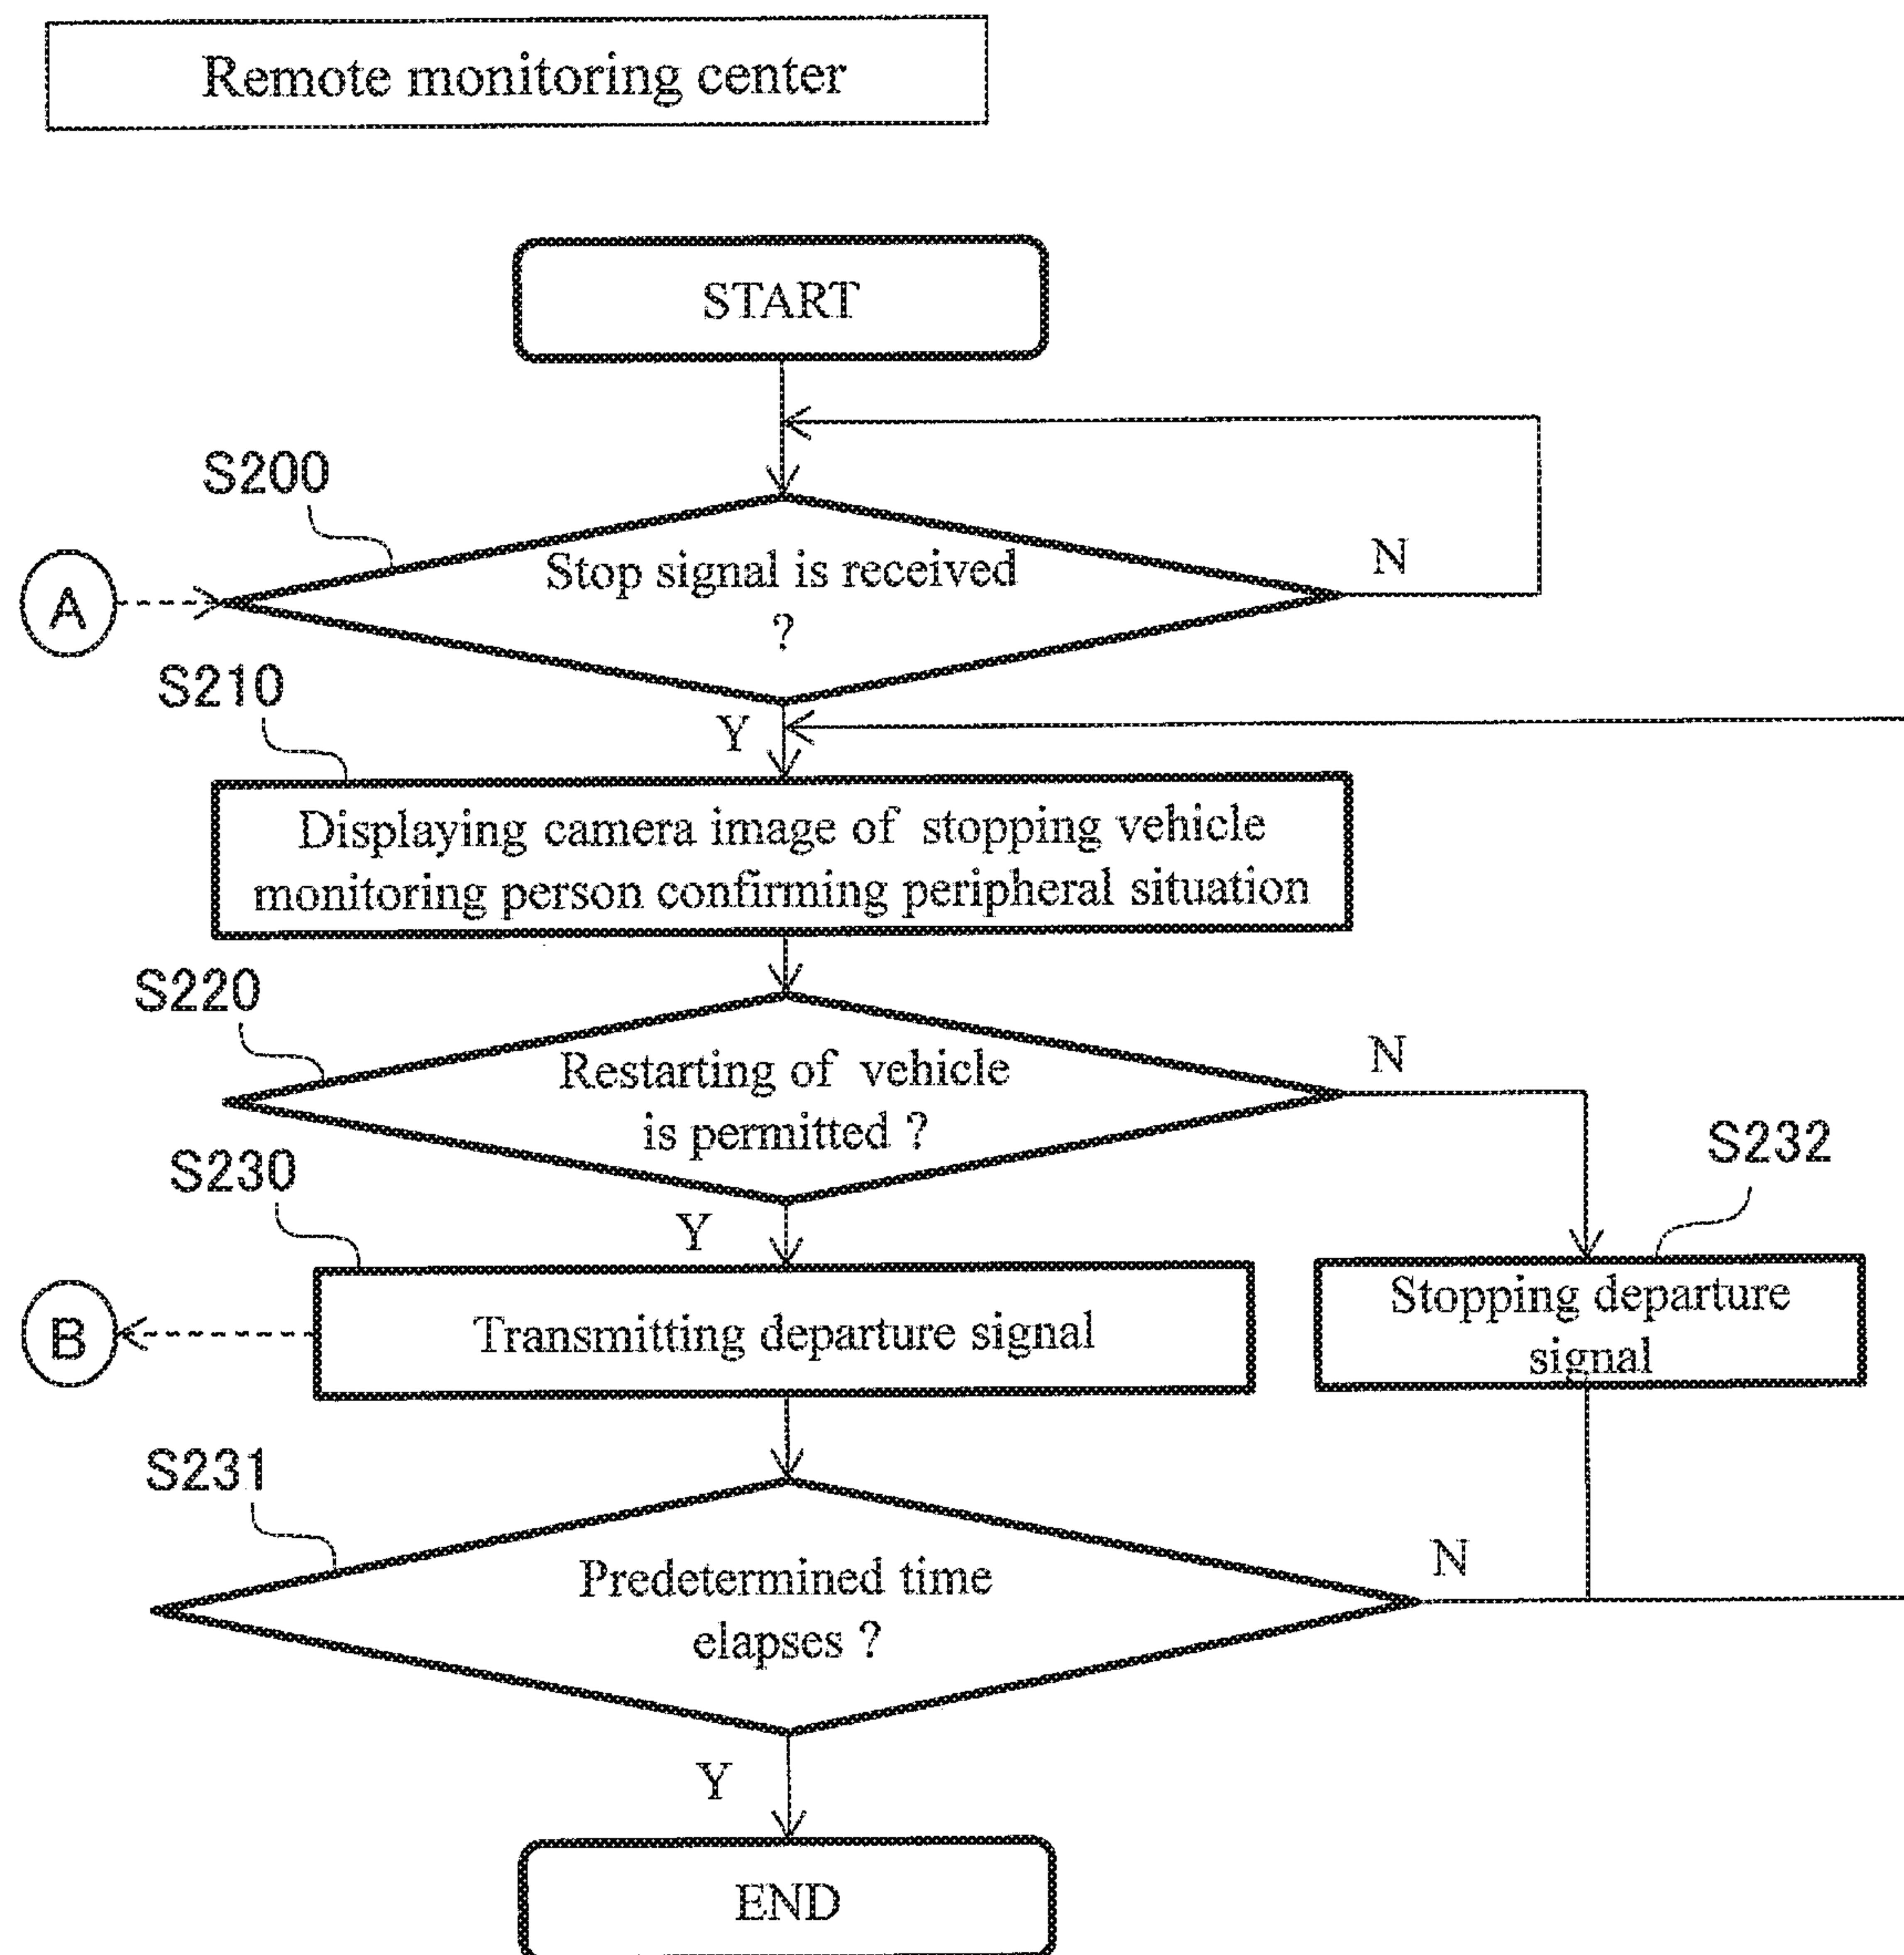 Remote monitoring center
START
S200
Stop signal is received
?
N
A
S210
Y
Displaying camera image of stopping vehicle
monitoring person confirming peripheral situation
S220
Restarting of vehicle
is permitted ?
N
S230
Y
S232
Transmitting departure signal
B
Stopping departure
signal
S231
Predetermined time
elapses ?
N
Y
END